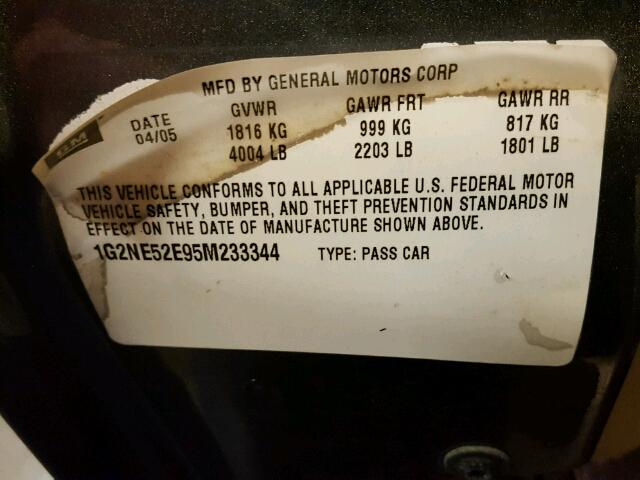 MFD BY GENERAL MOTORS CORP
DATE GVWR GAWR FRT GAWR RR
04/05 1816 KG 999 KG 817 KG
4004 LB 2203 LB 1801 LB
GM
THIS VEHICLE CONFORMS TO ALL APPLICABLE U.S. FEDERAL MOTOR
VEHICLE SAFETY, BUMPER, AND THEFT PREVENTION STANDARDS IN
EFFECT ON THE DATE OF MANUFACTURE SHOWN ABOVE.
1G2NE52E95M233344 TYPE: PASS CAR